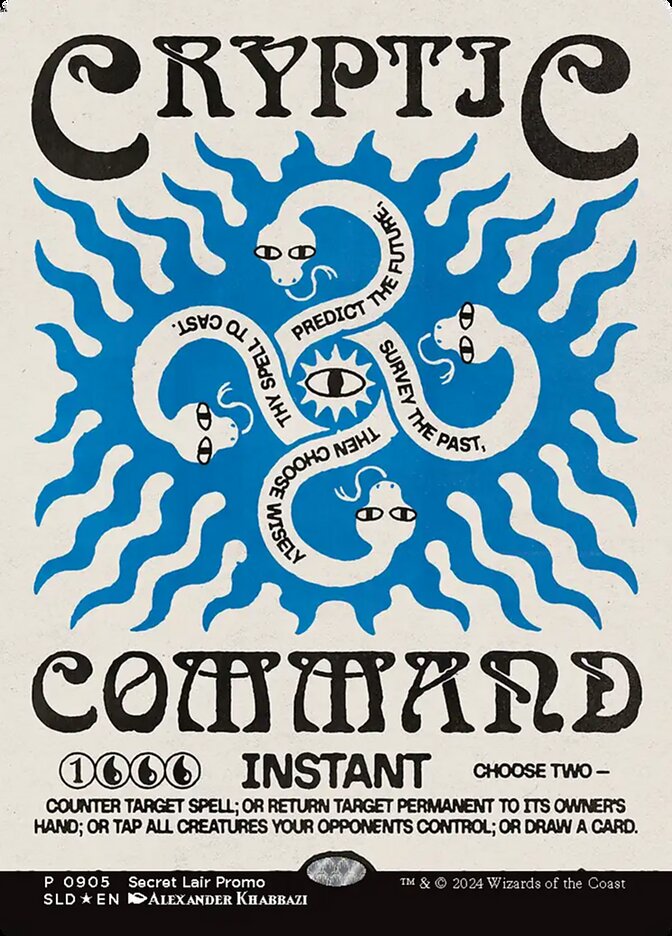 CRYPTIC
PREDICT THE FUTURE,
SURVEY THE PAST,
THEN CHOOSE WISELY
THY SPELL TO CAST.
COMMAND
1 INSTANT CHOOSE TWO –
COUNTER TARGET SPELL; OR RETURN TARGET PERMANENT TO ITS OWNER'S
HAND; OR TAP ALL CREATURES YOUR OPPONENTS CONTROL; OR DRAW A CARD.
P 0905 Secret Lair Promo ™ & © 2024 Wizards of the Coast
SLD ★ EN ALEXANDER KHABBAZI